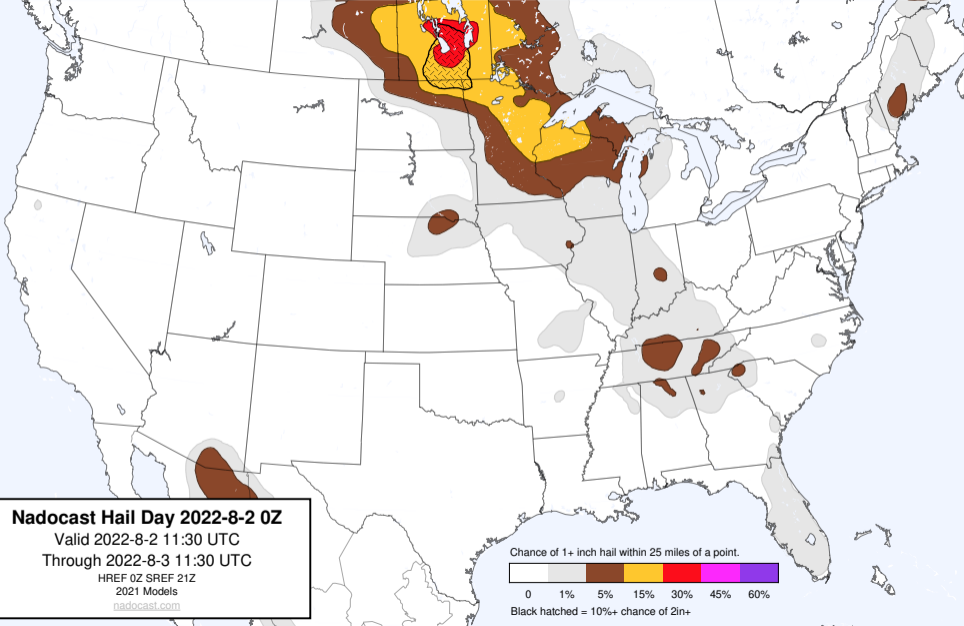 Nadocast Hail Day 2022-8-2 0Z
Valid 2022-8-2 11:30 UTC
Through 2022-8-3 11:30 UTC
HREF 0Z SREF 21Z
2021 Models
nadocast.com
Chance of 1+ inch hail within 25 miles of a point.
0 1% 5% 15% 30% 45% 60%
Black hatched = 10%+ chance of 2in+